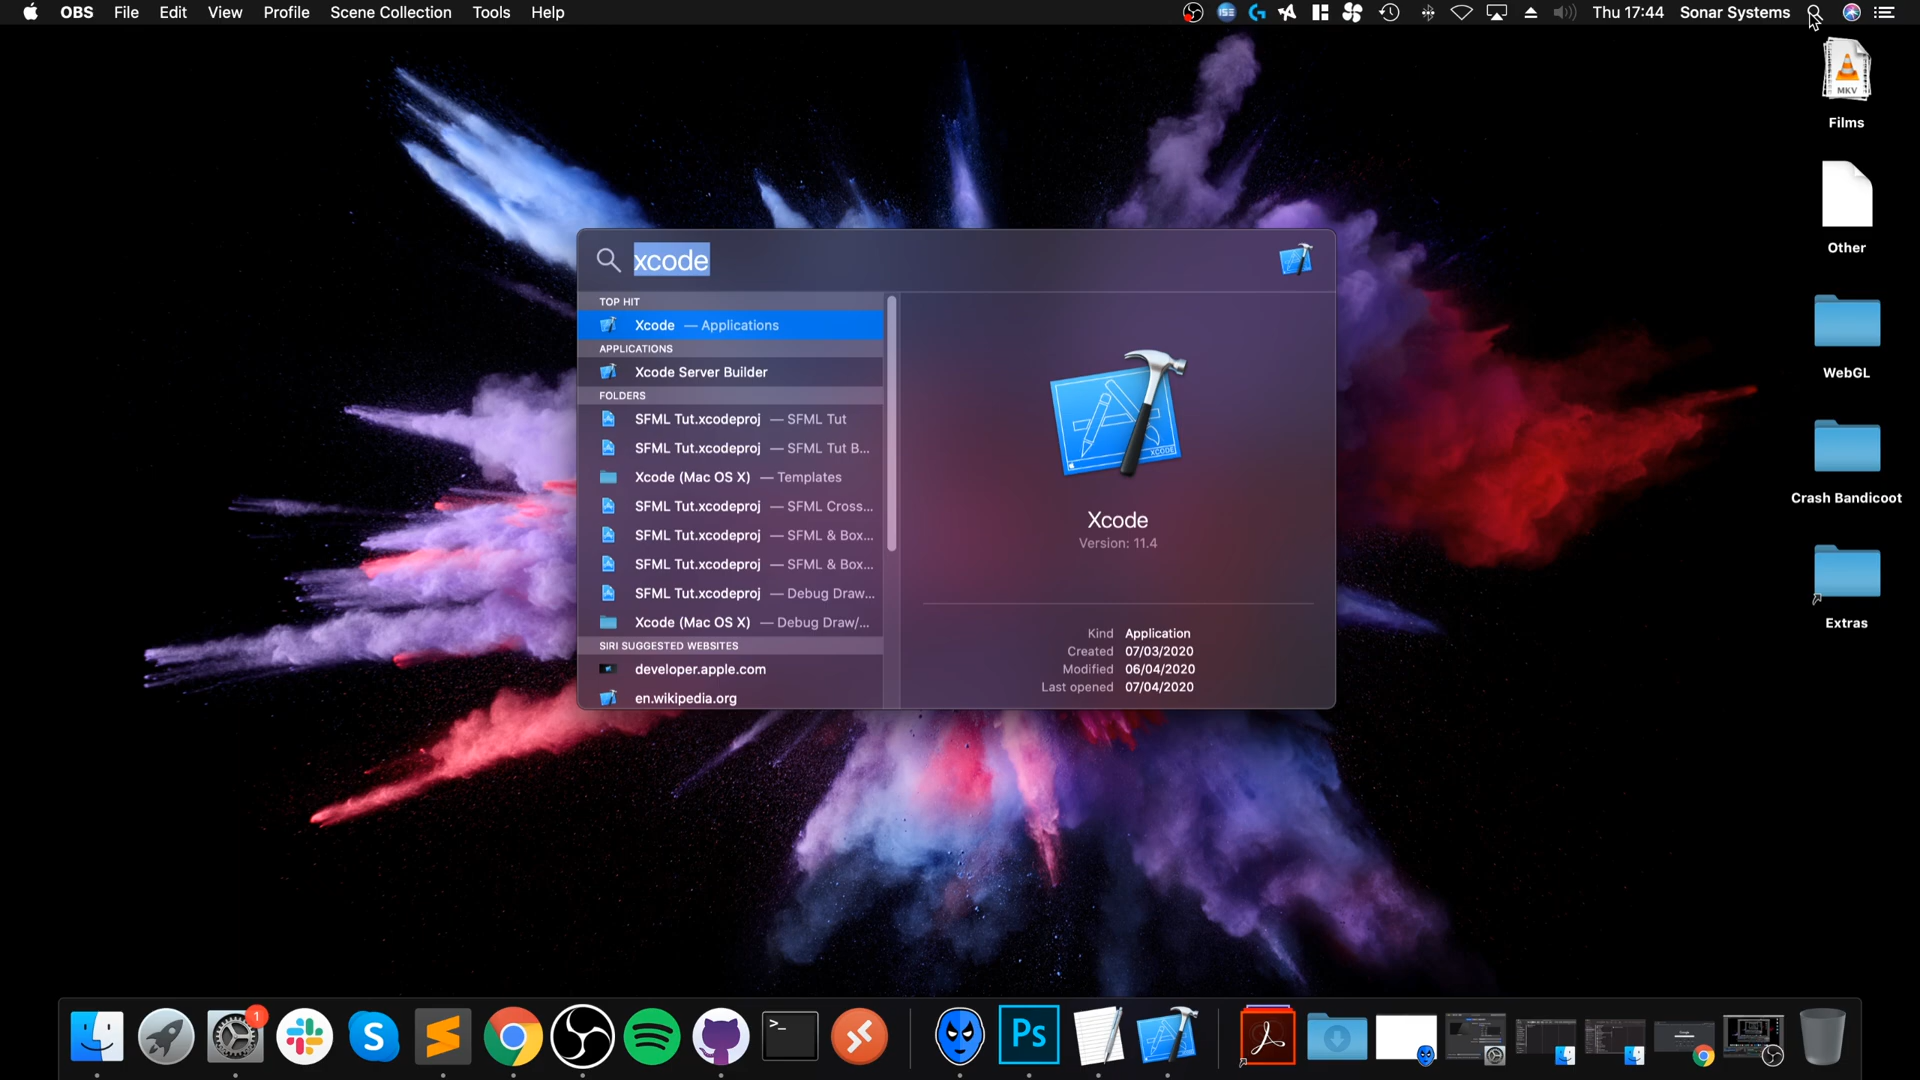 OBS File Edit View Profile Scene Collection Tools Help
Thu 17:44 Sonar Systems
MKV
Films
Other
WebGL
Crash Bandicoot
Extras
xcode
TOP HIT
Xcode — Applications
APPLICATIONS
Xcode Server Builder
FOLDERS
SFML Tut.xcodeproj — SFML Tut
SFML Tut.xcodeproj — SFML Tut B...
Xcode (Mac OS X) — Templates
SFML Tut.xcodeproj — SFML Cross...
SFML Tut.xcodeproj — SFML & Box...
SFML Tut.xcodeproj — SFML & Box...
SFML Tut.xcodeproj — Debug Draw...
Xcode (Mac OS X) — Debug Draw/...
SIRI SUGGESTED WEBSITES
developer.apple.com
en.wikipedia.org
XCODE
Xcode
Version: 11.4
Kind Application
Created 07/03/2020
Modified 06/04/2020
Last opened 07/04/2020
1
S
>_
Ps